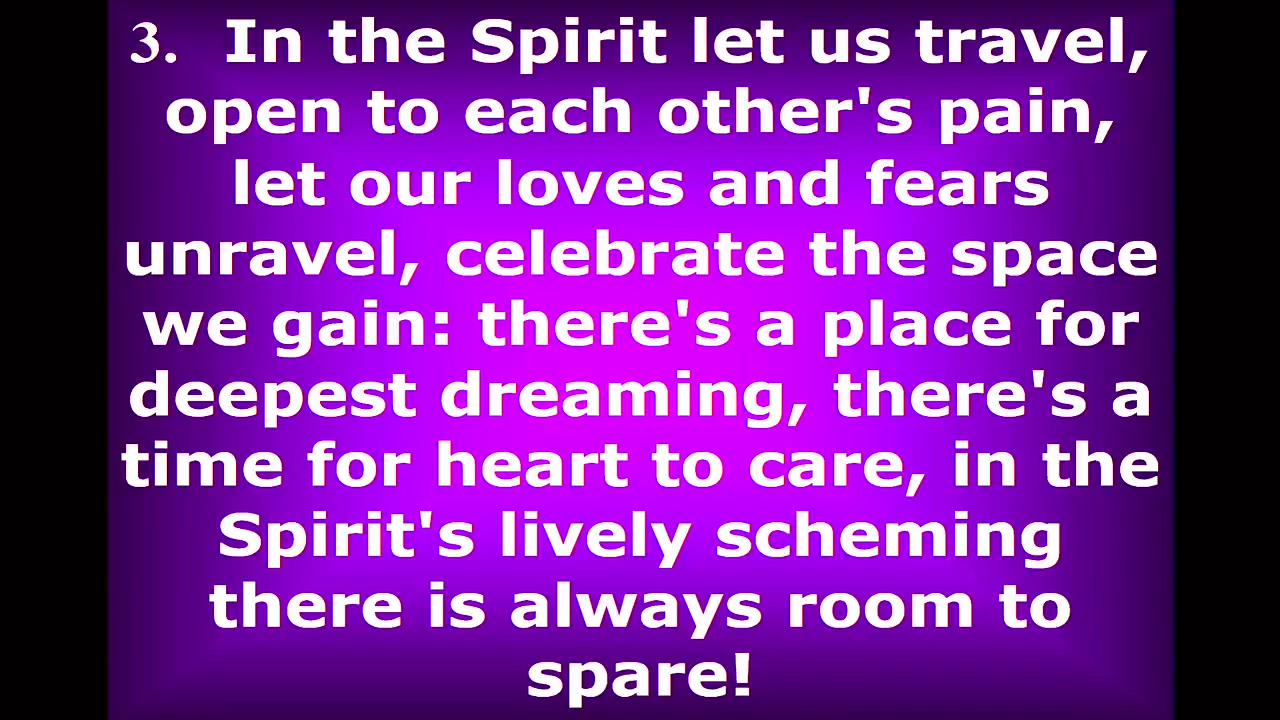 3. In the Spirit let us travel,
open to each other's pain,
let our loves and fears
unravel, celebrate the space
we gain: there's a place for
deepest dreaming, there's a
time for heart to care, in the
Spirit's lively scheming
there is always room to
spare!